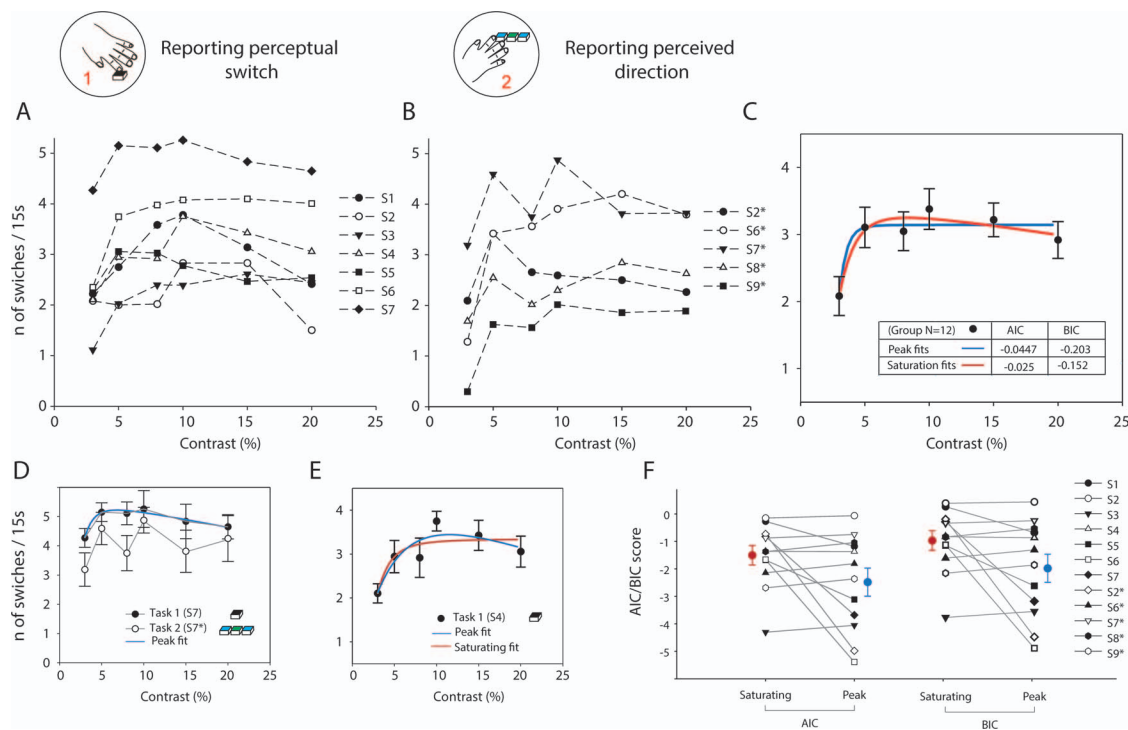 1
Reporting perceptual
switch
2
Reporting perceived
direction
A
n of swiches / 15s
5
4
3
2
1
0
0 5 10 15 20 25
Contrast (%)
S1
S2
S3
S4
S5
S6
S7
B
5
4
3
2
1
0
0 5 10 15 20 25
Contrast (%)
S2*
S6*
S7*
S8*
S9*
C
4
3
2
1
0 5 10 15 20 25
Contrast (%)
(Group N=12) AIC BIC
Peak fits -0.0447 -0.203
Saturation fits -0.025 -0.152
D
n of swiches / 15s
5
4
3
2
1
0
0 5 10 15 20 25
Contrast (%)
Task 1 (S7)
Task 2 (S7*)
Peak fit
E
4
3
2
0 5 10 15 20 25
Contrast (%)
Task 1 (S4)
Peak fit
Saturating fit
F
AIC/BIC score
0
-1
-2
-3
-4
-5
Saturating Peak Saturating Peak
AIC BIC
S1
S2
S3
S4
S5
S6
S7
S2*
S6*
S7*
S8*
S9*